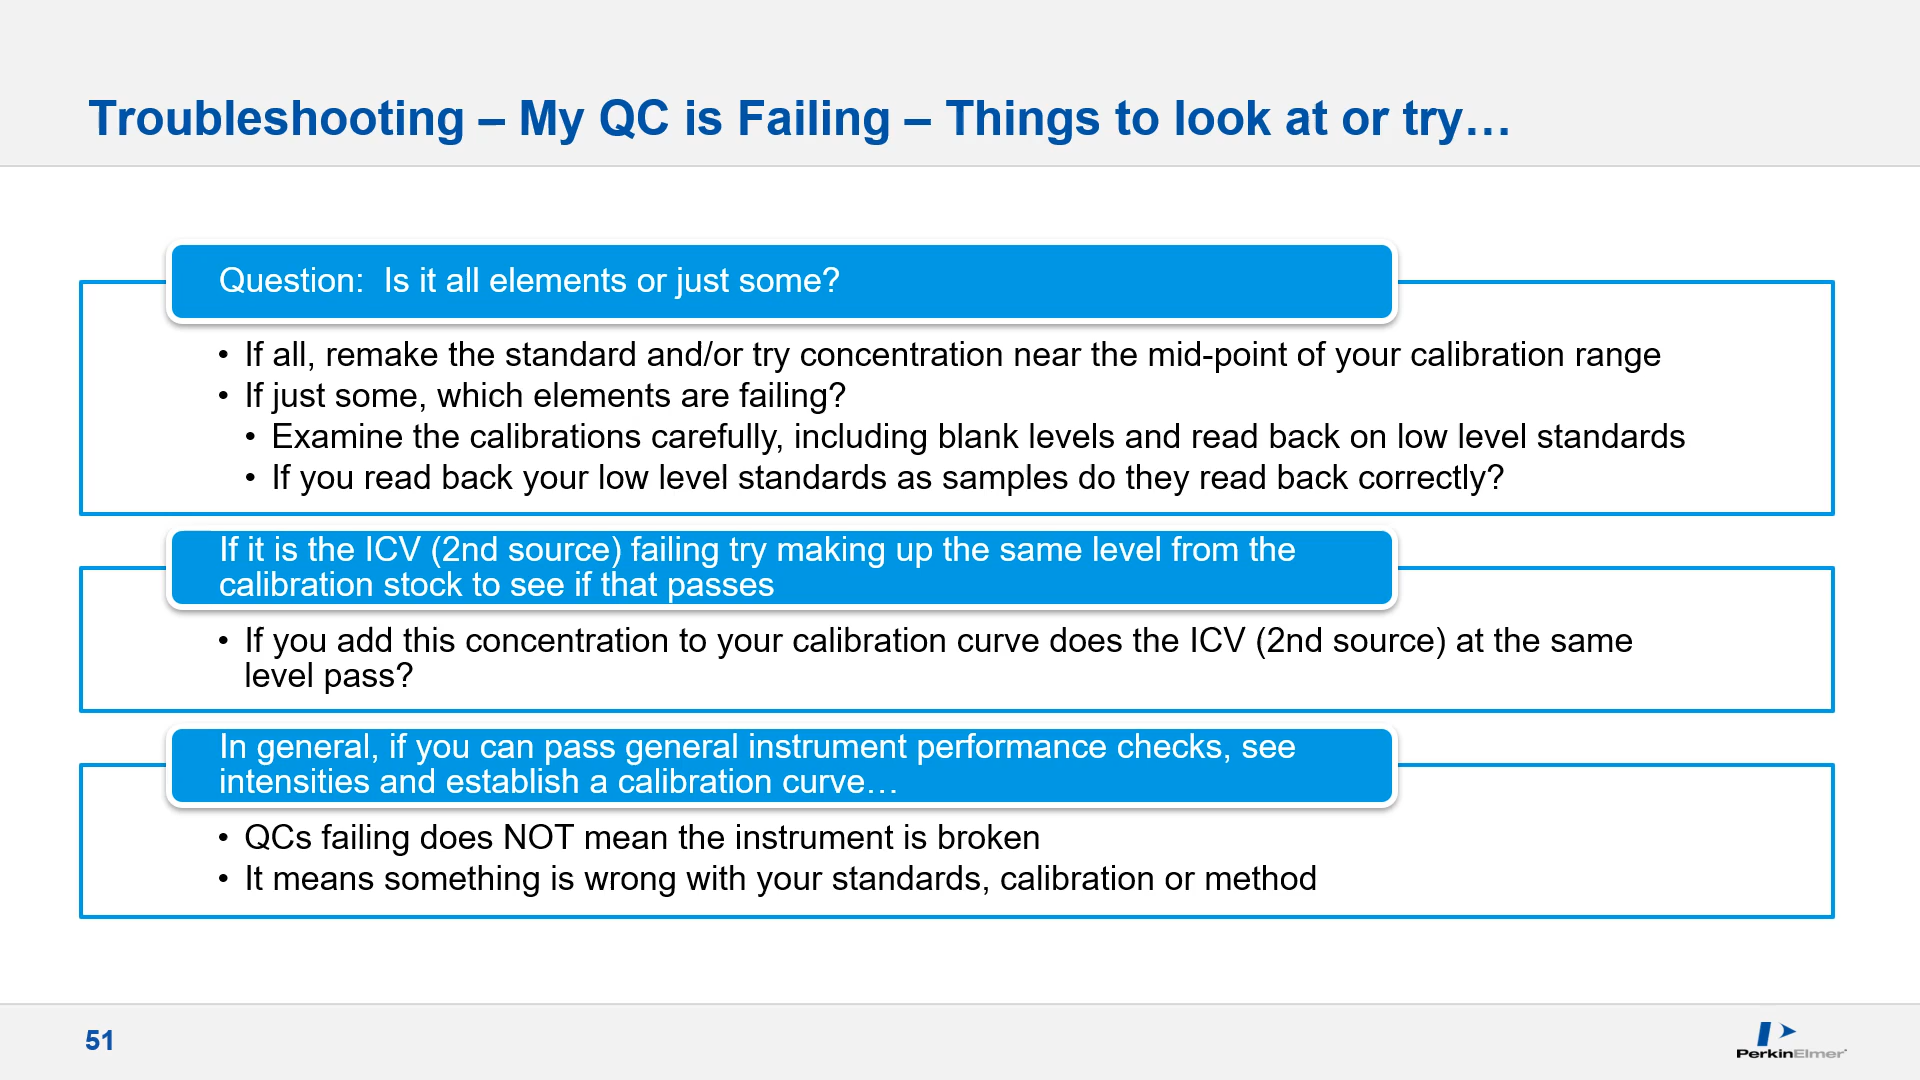 Troubleshooting – My QC is Failing – Things to look at or try…
Question:  Is it all elements or just some?
• If all, remake the standard and/or try concentration near the mid-point of your calibration range
• If just some, which elements are failing?
• Examine the calibrations carefully, including blank levels and read back on low level standards
• If you read back your low level standards as samples do they read back correctly?
If it is the ICV (2nd source) failing try making up the same level from the
calibration stock to see if that passes
• If you add this concentration to your calibration curve does the ICV (2nd source) at the same
level pass?
In general, if you can pass general instrument performance checks, see
intensities and establish a calibration curve…
• QCs failing does NOT mean the instrument is broken
• It means something is wrong with your standards, calibration or method
51
PerkinElmer